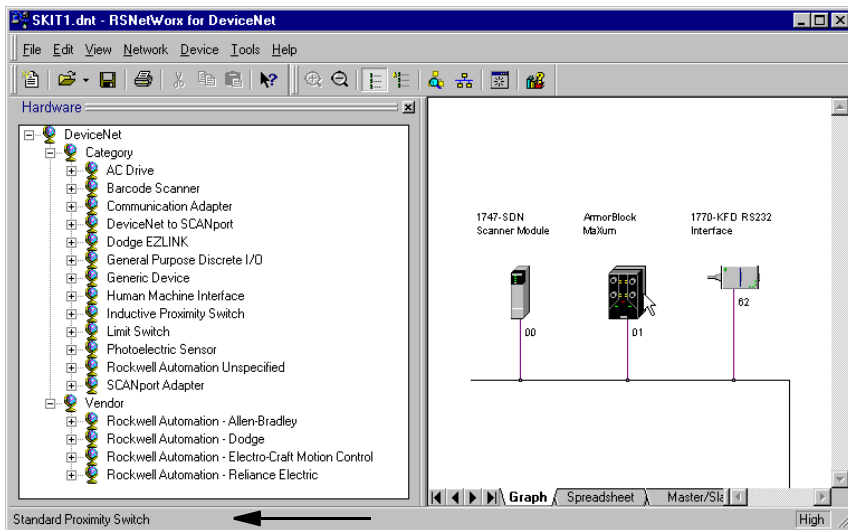 SKIT1.dnt - RSNetWorx for DeviceNet
File Edit View Network Device Tools Help
Hardware
DeviceNet
Category
AC Drive
Barcode Scanner
Communication Adapter
DeviceNet to SCANport
Dodge EZLINK
General Purpose Discrete I/O
Generic Device
Human Machine Interface
Inductive Proximity Switch
Limit Switch
Photoelectric Sensor
Rockwell Automation Unspecified
SCANport Adapter
Vendor
Rockwell Automation - Allen-Bradley
Rockwell Automation - Dodge
Rockwell Automation - Electro-Craft Motion Control
Rockwell Automation - Reliance Electric
1747-SDN
Scanner Module
00
ArmorBlock
MaXum
01
1770-KFD RS232
Interface
62
Graph Spreadsheet Master/Sla
Standard Proximity Switch
High